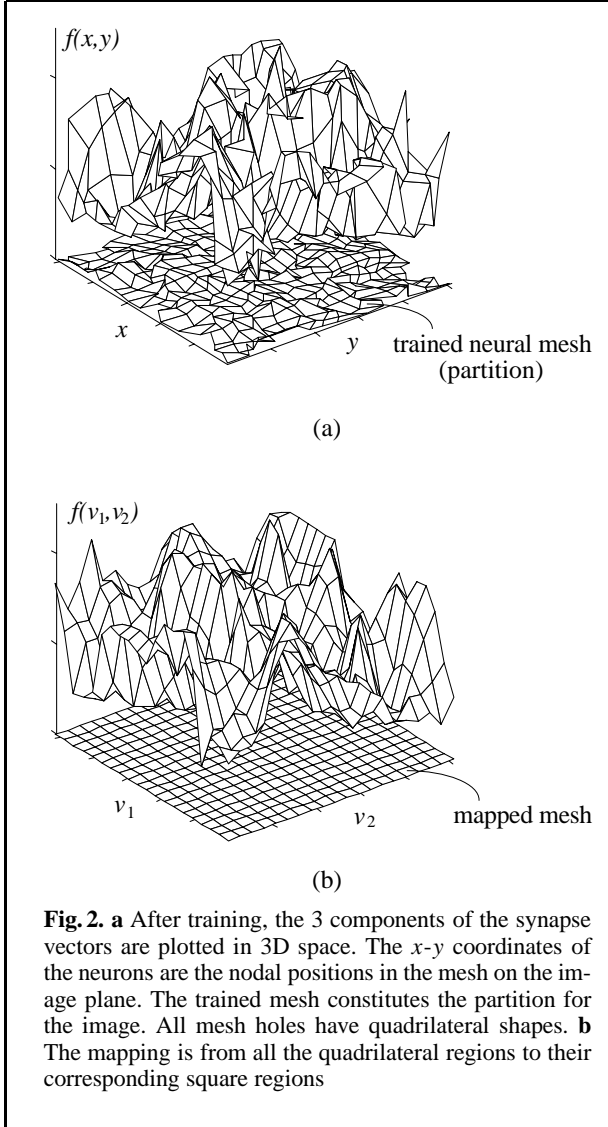 f(x,y)
x
y
trained neural mesh
(partition)
(a)
f(v1,v2)
v1
v2
mapped mesh
(b)
Fig. 2. a After training, the 3 components of the synapse
vectors are plotted in 3D space. The x-y coordinates of
the neurons are the nodal positions in the mesh on the im-
age plane. The trained mesh constitutes the partition for
the image. All mesh holes have quadrilateral shapes. b
The mapping is from all the quadrilateral regions to their
corresponding square regions